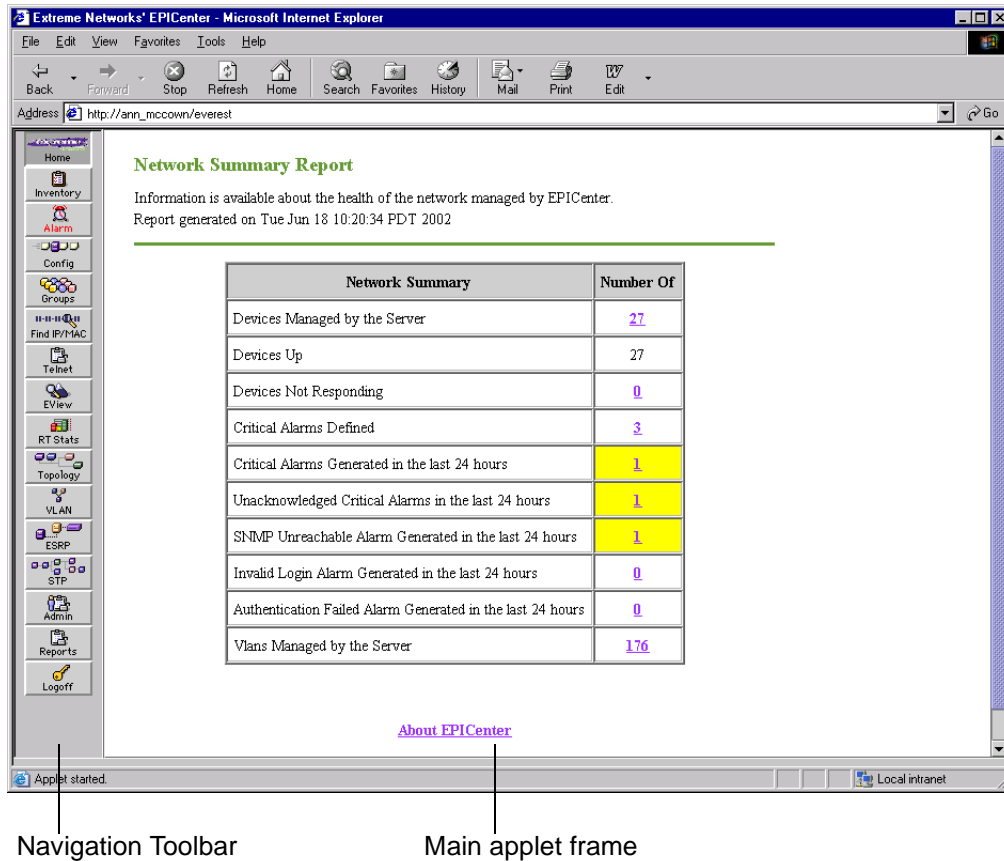 Extreme Networks' EPICenter - Microsoft Internet Explorer
File Edit View Favorites Tools Help
Back Forward Stop Refresh Home Search Favorites History Mail Print Edit
Address http://ann_mccown/everest Go
Home
Inventory
Alarm
Config
Groups
Find IP/MAC
Telnet
EView
RT Stats
Topology
VLAN
ESRP
STP
Admin
Reports
Logoff
Network Summary Report
Information is available about the health of the network managed by EPICenter.
Report generated on Tue Jun 18 10:20:34 PDT 2002
Network Summary Number Of
Devices Managed by the Server 27
Devices Up 27
Devices Not Responding 0
Critical Alarms Defined 3
Critical Alarms Generated in the last 24 hours 1
Unacknowledged Critical Alarms in the last 24 hours 1
SNMP Unreachable Alarm Generated in the last 24 hours 1
Invalid Login Alarm Generated in the last 24 hours 0
Authentication Failed Alarm Generated in the last 24 hours 0
Vlans Managed by the Server 176
About EPICenter
Applet started. Local intranet
Navigation Toolbar Main applet frame